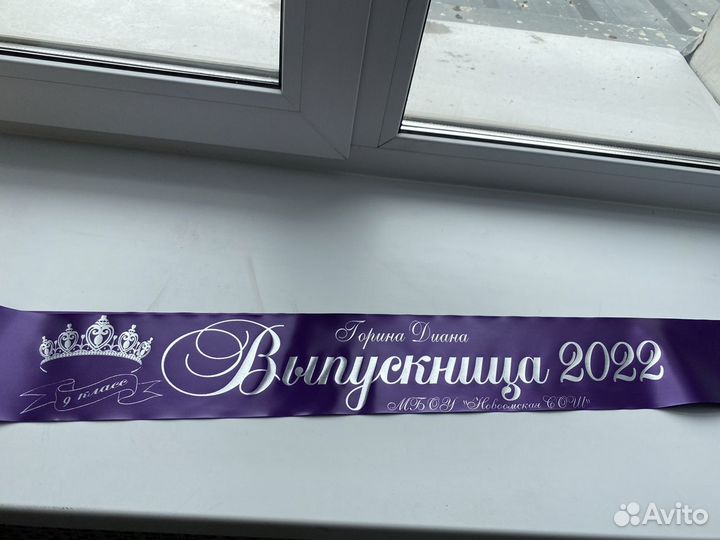 Горина Диана
Выпускница 2022
9 класс
МБОУ "Новоомская СОШ"
Avito